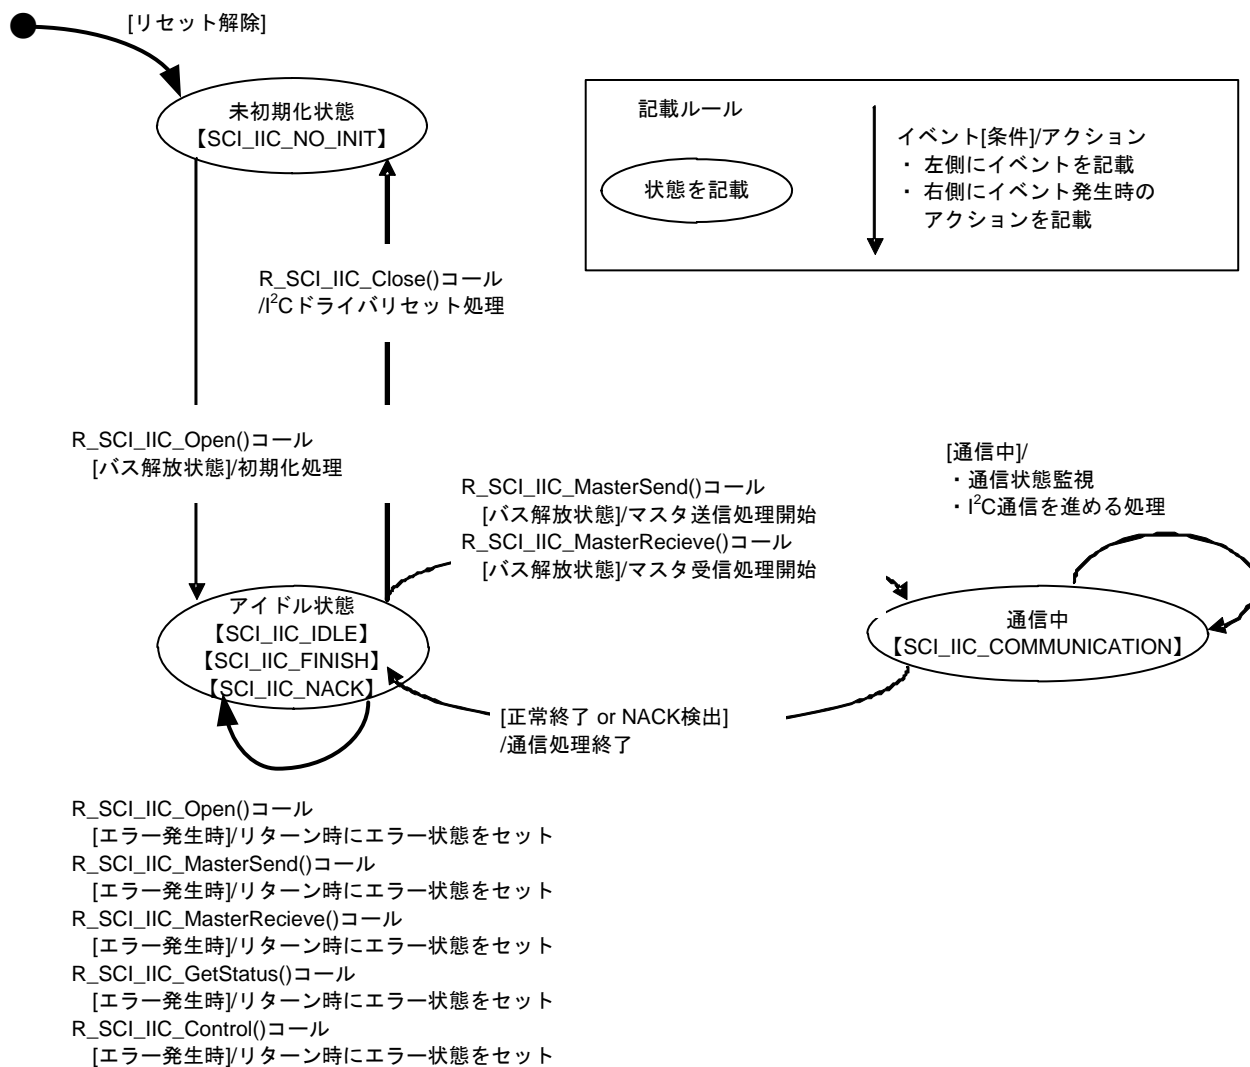 [リセット解除]
未初期化状態
【SCI_IIC_NO_INIT】
記載ルール
状態を記載
イベント[条件]/アクション
・ 左側にイベントを記載
・ 右側にイベント発生時の
アクションを記載
R_SCI_IIC_Close()コール
/I²Cドライバリセット処理
R_SCI_IIC_Open()コール
[バス解放状態]/初期化処理
R_SCI_IIC_MasterSend()コール
[バス解放状態]/マスタ送信処理開始
R_SCI_IIC_MasterRecieve()コール
[バス解放状態]/マスタ受信処理開始
[通信中]/
・通信状態監視
・I²C通信を進める処理
アイドル状態
【SCI_IIC_IDLE】
【SCI_IIC_FINISH】
【SCI_IIC_NACK】
通信中
【SCI_IIC_COMMUNICATION】
[正常終了 or NACK検出]
/通信処理終了
R_SCI_IIC_Open()コール
[エラー発生時]/リターン時にエラー状態をセット
R_SCI_IIC_MasterSend()コール
[エラー発生時]/リターン時にエラー状態をセット
R_SCI_IIC_MasterRecieve()コール
[エラー発生時]/リターン時にエラー状態をセット
R_SCI_IIC_GetStatus()コール
[エラー発生時]/リターン時にエラー状態をセット
R_SCI_IIC_Control()コール
[エラー発生時]/リターン時にエラー状態をセット